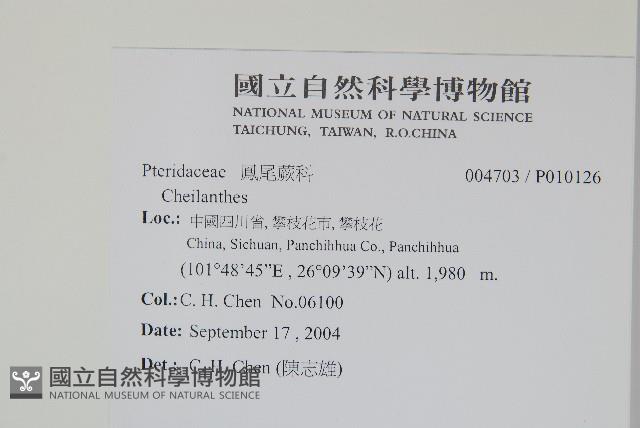 國立自然科學博物館
NATIONAL MUSEUM OF NATURAL SCIENCE
TAICHUNG, TAIWAN, R.O.CHINA
Pteridaceae 鳳尾蕨科 004703 / P010126
Cheilanthes
Loc.: 中國四川省, 攀枝花市, 攀枝花
China, Sichuan, Panchihhua Co., Panchihhua
(101°48'45"E , 26°09'39"N) alt. 1,980 m.
Col.: C. H. Chen No.06100
Date: September 17 , 2004
Det.: C. H. Chen (陳志雄)
國立自然科學博物館
NATIONAL MUSEUM OF NATURAL SCIENCE